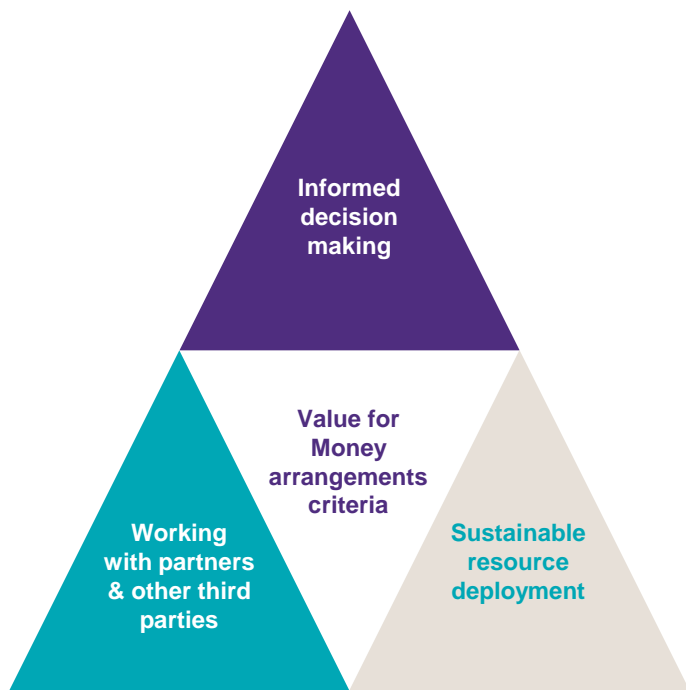 Informed
decision
making
Value for
Money
arrangements
criteria
Working
with partners
& other third
parties
Sustainable
resource
deployment